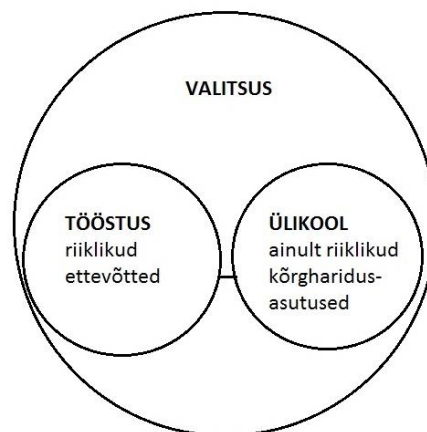 VALITSUS
TÖÖSTUS
riiklikud
ettevõtted
ÜLIKOOL
ainult riiklikud
kõrgharidus-
asutused